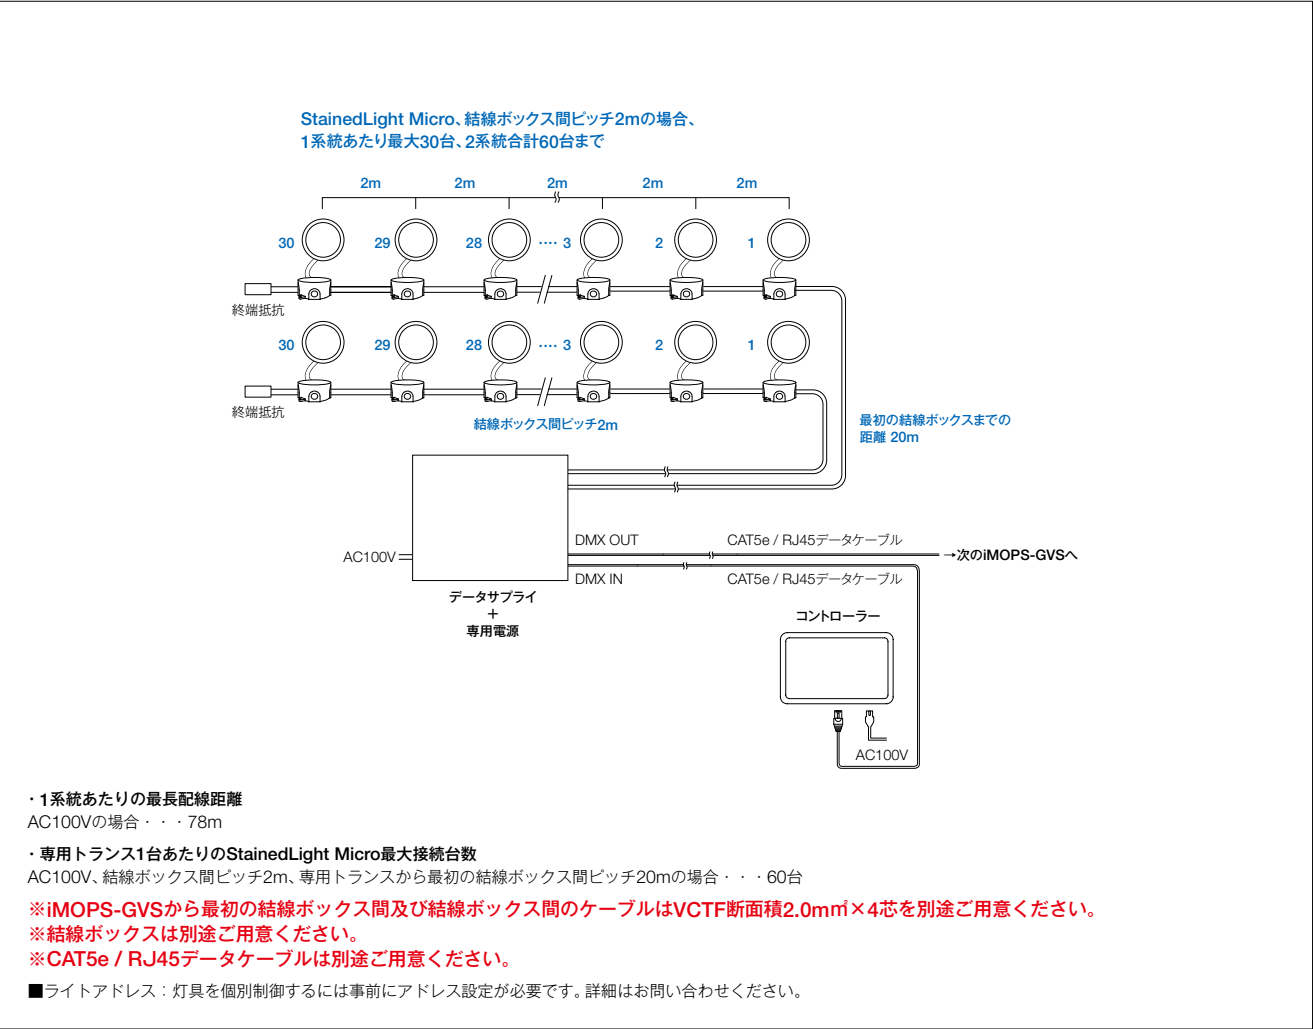 StainedLight Micro、結線ボックス間ピッチ2mの場合、
1系統あたり最大30台、2系統合計60台まで
2m 2m 2m 2m 2m
30 29 28 ‥‥ 3 2 1
終端抵抗
30 29 28 ‥‥ 3 2 1
終端抵抗
結線ボックス間ピッチ2m
最初の結線ボックスまでの
距離 20m
DMX OUT CAT5e / RJ45データケーブル
AC100V
→次のiMOPS-GVSへ
DMX IN CAT5e / RJ45データケーブル
データサプライ
+
専用電源
コントローラー
AC100V
・1系統あたりの最長配線距離
AC100Vの場合・・・78m
・専用トランス1台あたりのStainedLight Micro最大接続台数
AC100V、結線ボックス間ピッチ2m、専用トランスから最初の結線ボックス間ピッチ20mの場合・・・60台
※iMOPS-GVSから最初の結線ボックス間及び結線ボックス間のケーブルはVCTF断面積2.0m㎡×4芯を別途ご用意ください。
※結線ボックスは別途ご用意ください。
※CAT5e / RJ45データケーブルは別途ご用意ください。
■ライトアドレス：灯具を個別制御するには事前にアドレス設定が必要です。詳細はお問い合わせください。